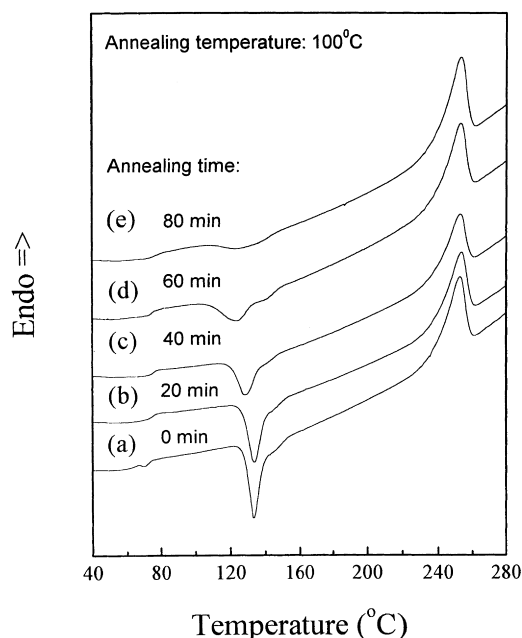 Annealing temperature: 100⁰C
Annealing time:
(e) 80 min
(d) 60 min
(c) 40 min
(b) 20 min
(a) 0 min
Endo =>
40 80 120 160 200 240 280
Temperature (°C)